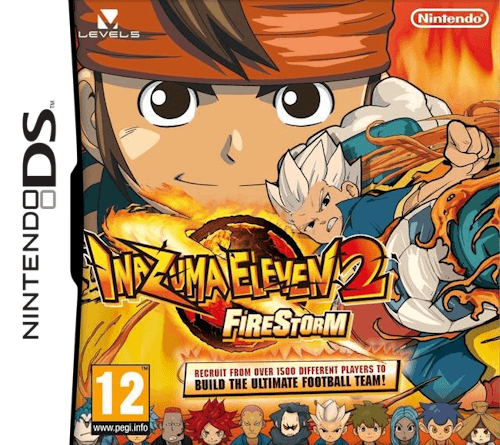 LEVEL5
Nintendo
NINTENDO DS™
INAZUMA ELEVEN 2
FIRESTORM
RECRUIT FROM OVER 1500 DIFFERENT PLAYERS TO
BUILD THE ULTIMATE FOOTBALL TEAM!
12
www.pegi.info